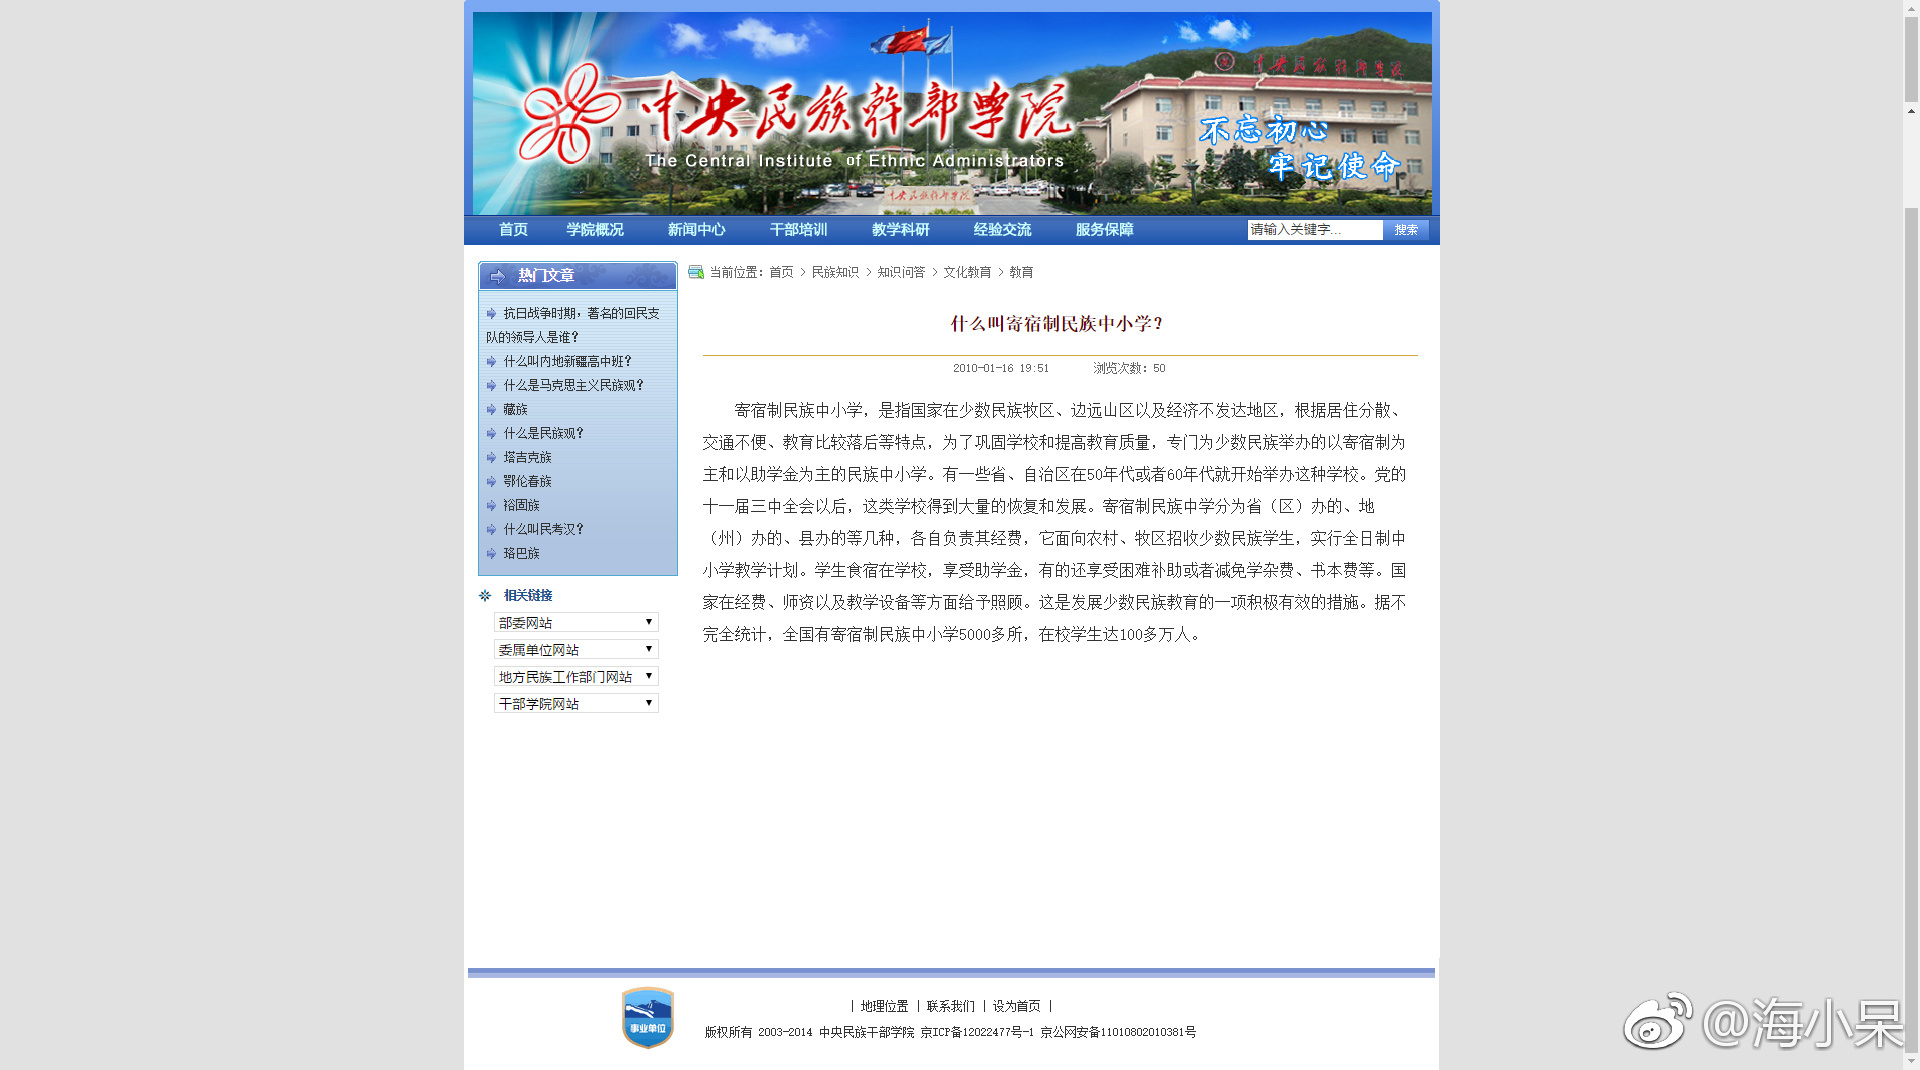 中央民族幹部学院
中央民族幹部學院
The Central Institute of Ethnic Administrators
不忘初心
牢记使命
中央民族幹部学院
首页 学院概况 新闻中心 干部培训 教学科研 经验交流 服务保障 请输入关键字... 搜索
热门文章
抗日战争时期，著名的回民支
队的领导人是谁？
什么叫内地新疆高中班？
什么是马克思主义民族观？
藏族
什么是民族观？
塔吉克族
鄂伦春族
裕固族
什么叫民考汉？
珞巴族
相关链接
部委网站
委属单位网站
地方民族工作部门网站
干部学院网站
当前位置：首页 > 民族知识 > 知识问答 > 文化教育 > 教育
什么叫寄宿制民族中小学？
2010-01-16 19:51 浏览次数：50
寄宿制民族中小学，是指国家在少数民族牧区、边远山区以及经济不发达地区，根据居住分散、
交通不便、教育比较落后等特点，为了巩固学校和提高教育质量，专门为少数民族举办的以寄宿制为
主和以助学金为主的民族中小学。有一些省、自治区在50年代或者60年代就开始举办这种学校。党的
十一届三中全会以后，这类学校得到大量的恢复和发展。寄宿制民族中学分为省（区）办的、地
（州）办的、县办的等几种，各自负责其经费，它面向农村、牧区招收少数民族学生，实行全日制中
小学教学计划。学生食宿在学校，享受助学金，有的还享受困难补助或者减免学杂费、书本费等。国
家在经费、师资以及教学设备等方面给予照顾。这是发展少数民族教育的一项积极有效的措施。据不
完全统计，全国有寄宿制民族中小学5000多所，在校学生达100多万人。
| 地理位置 | 联系我们 | 设为首页 |
版权所有 2003-2014 中央民族干部学院 京ICP备12022477号-1 京公网安备11010802010381号
事业单位
@海小呆